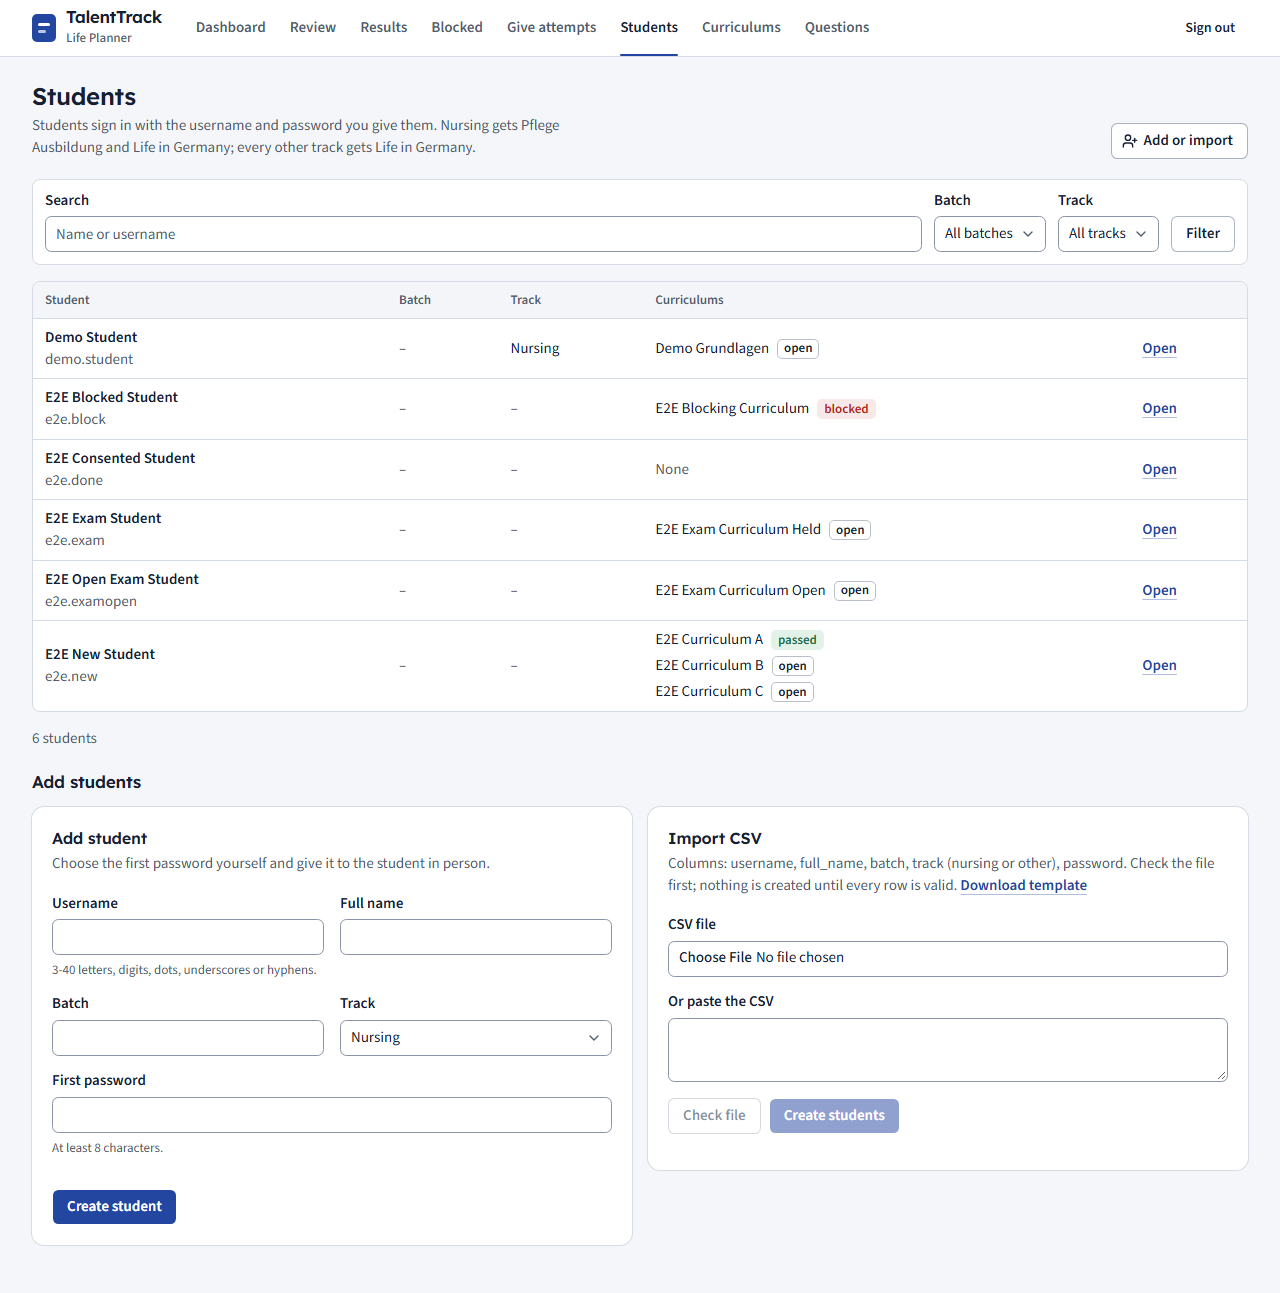 TalentTrack
Life Planner
Dashboard Review Results Blocked Give attempts Students Curriculums Questions Sign out
Students
Students sign in with the username and password you give them. Nursing gets Pflege
Ausbildung and Life in Germany; every other track gets Life in Germany.
Add or import
Search Batch Track
Name or username All batches All tracks Filter
Student Batch Track Curriculums
Demo Student
demo.student
– Nursing Demo Grundlagen open Open
E2E Blocked Student
e2e.block
– – E2E Blocking Curriculum blocked Open
E2E Consented Student
e2e.done
– – None Open
E2E Exam Student
e2e.exam
– – E2E Exam Curriculum Held open Open
E2E Open Exam Student
e2e.examopen
– – E2E Exam Curriculum Open open Open
E2E New Student
e2e.new
– –
E2E Curriculum A passed
E2E Curriculum B open
E2E Curriculum C open
Open
6 students
Add students
Add student
Choose the first password yourself and give it to the student in person.
Username Full name
3-40 letters, digits, dots, underscores or hyphens.
Batch Track
Nursing
First password
At least 8 characters.
Create student
Import CSV
Columns: username, full_name, batch, track (nursing or other), password. Check the file
first; nothing is created until every row is valid. Download template
CSV file
Choose File No file chosen
Or paste the CSV
Check file Create students